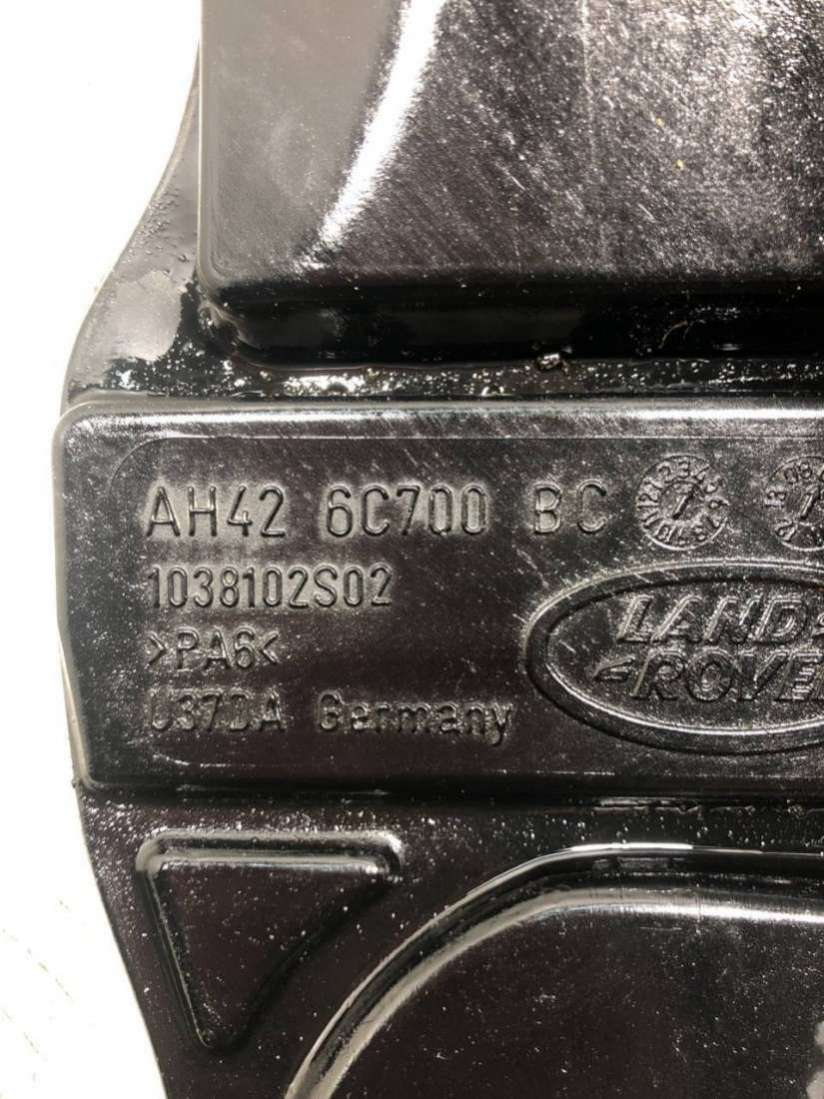 AH42 6C700 BC
1038102S02
>PA6<
U37DA Germany
LAND
ROVER